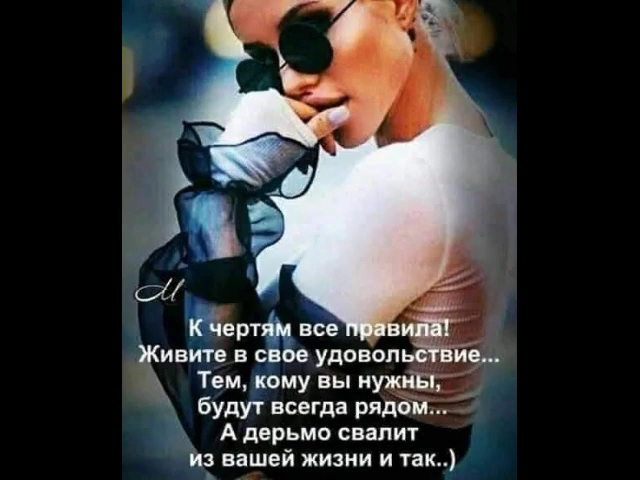 М
К чертям все правила!
Живите в свое удовольствие...
Тем, кому вы нужны,
будут всегда рядом...
А дерьмо свалит
из вашей жизни и так..)